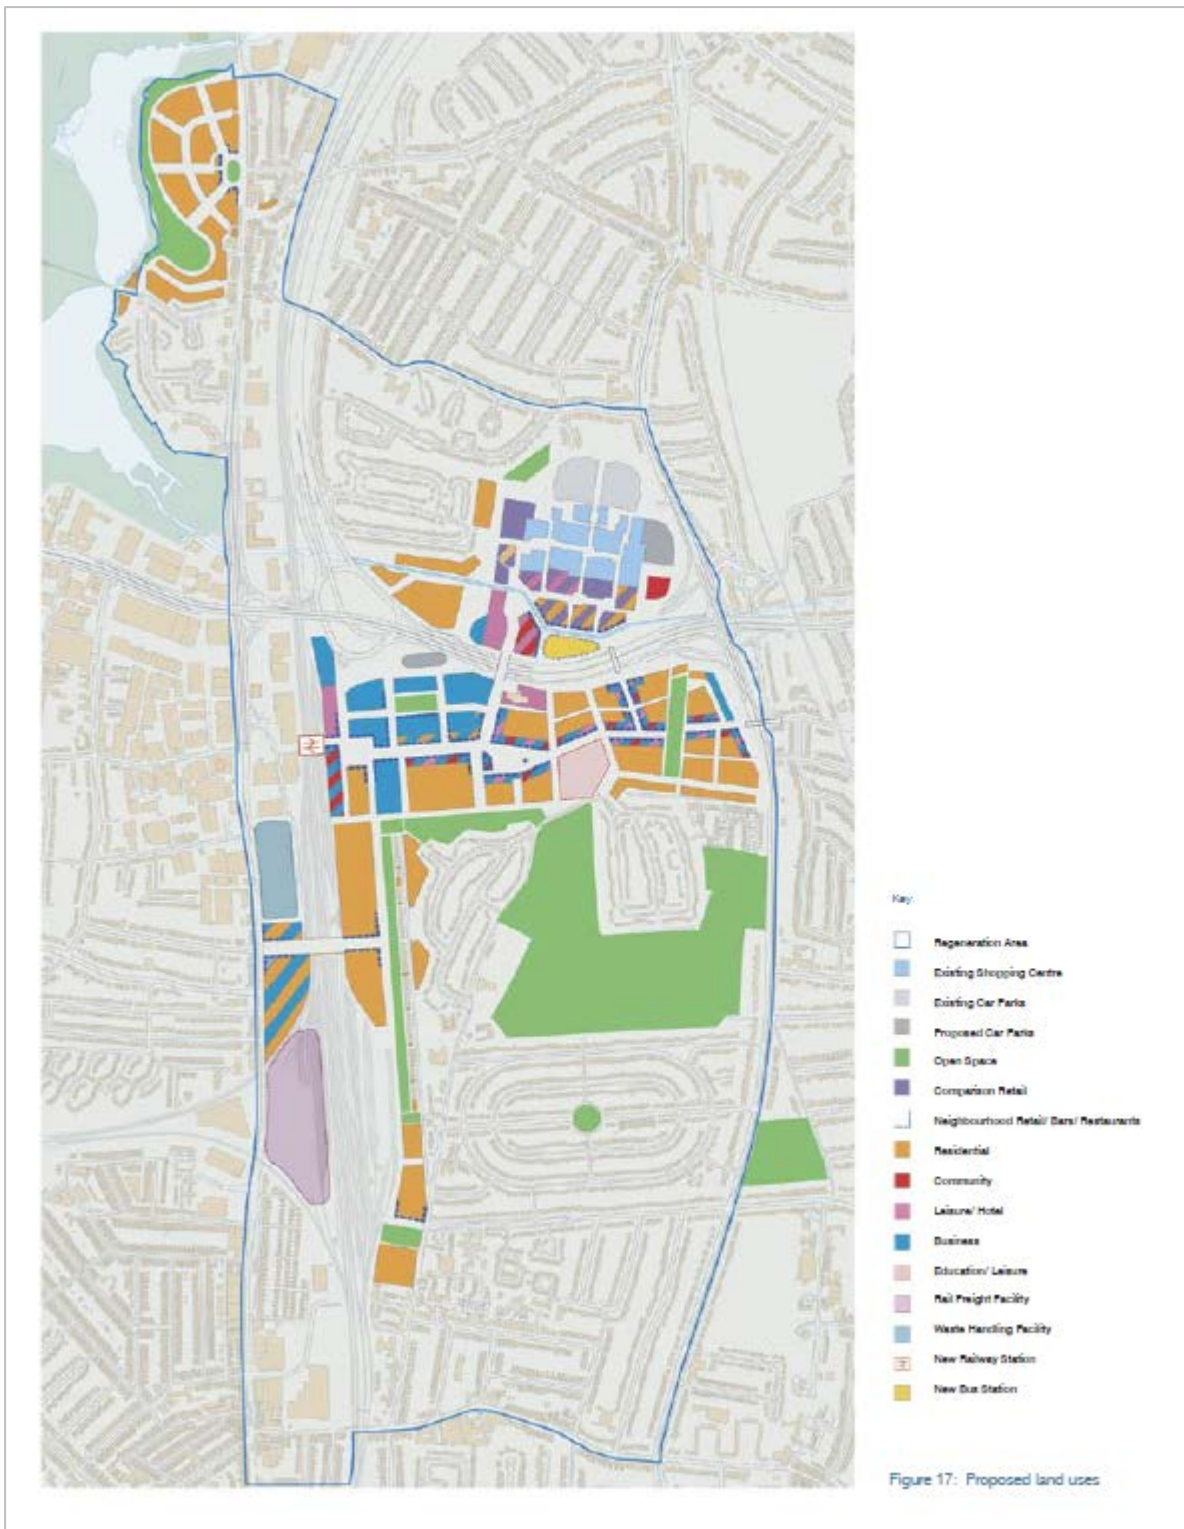 Key:
Regeneration Area
Existing Shopping Centre
Existing Car Parks
Proposed Car Parks
Open Space
Comparison Retail
Neighbourhood Retail/ Bars/ Restaurants
Residential
Community
Leisure/ Hotel
Business
Education/ Leisure
Rail Freight Facility
Waste Handling Facility
New Railway Station
New Bus Station
Figure 17: Proposed land uses